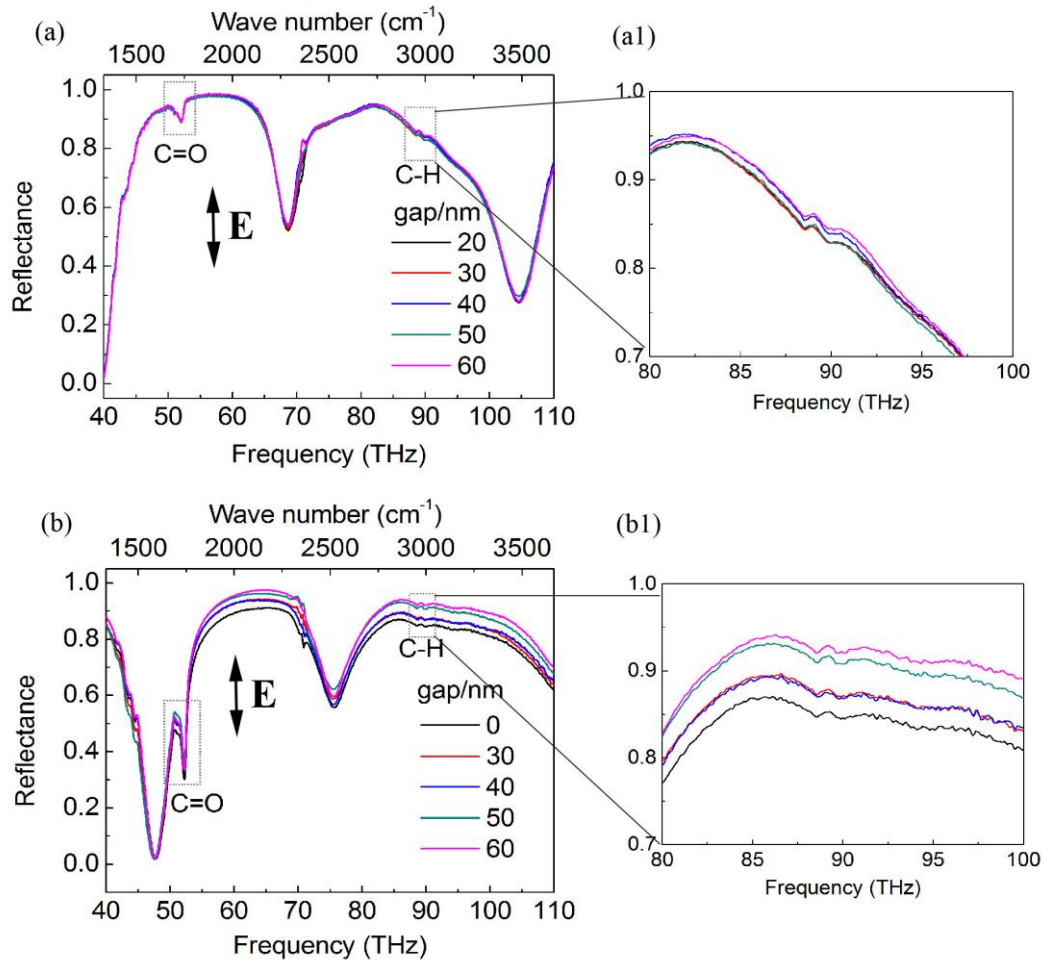 (a)
Wave number (cm-1)
1500 2000 2500 3000 3500
1.0
0.8
0.6
0.4
0.2
0.0
Reflectance
C=O
E
C-H
gap/nm
20
30
40
50
60
40 50 60 70 80 90 100 110
Frequency (THz)
(a1)
1.0
0.9
0.8
0.7
80 85 90 95 100
Frequency (THz)
(b)
Wave number (cm-1)
1500 2000 2500 3000 3500
1.0
0.8
0.6
0.4
0.2
0.0
Reflectance
C=O
E
C-H
gap/nm
0
30
40
50
60
40 50 60 70 80 90 100 110
Frequency (THz)
(b1)
1.0
0.9
0.8
0.7
80 85 90 95 100
Frequency (THz)